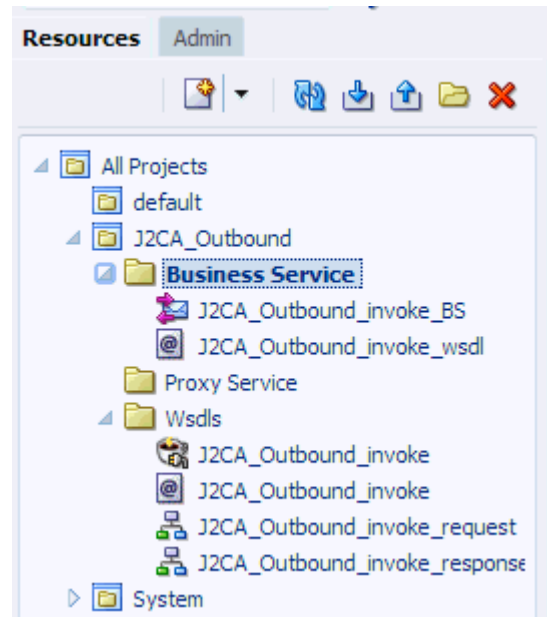 Resources Admin
All Projects
default
J2CA_Outbound
Business Service
J2CA_Outbound_invoke_BS
J2CA_Outbound_invoke_wsdl
Proxy Service
Wsdls
J2CA_Outbound_invoke
J2CA_Outbound_invoke
J2CA_Outbound_invoke_request
J2CA_Outbound_invoke_response
System